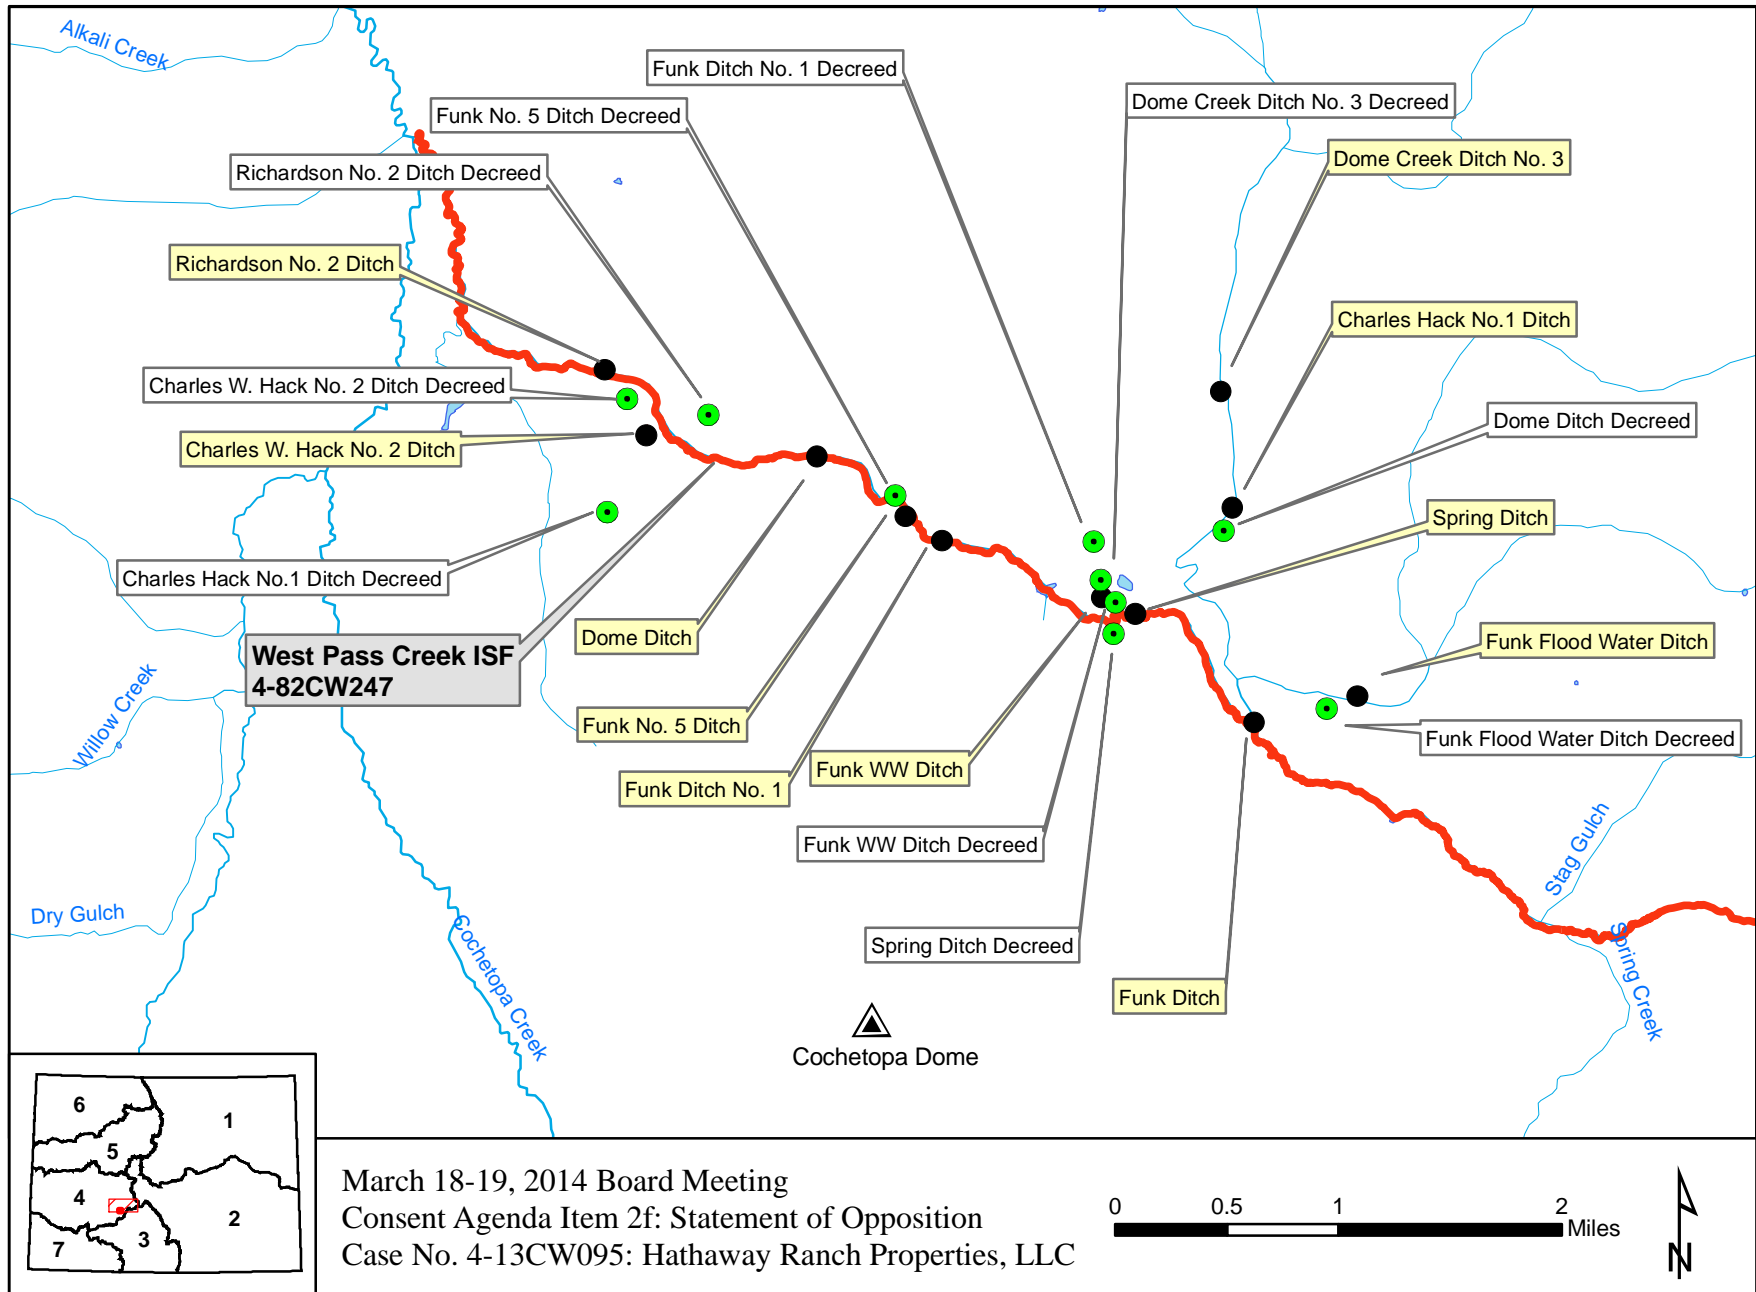 Alkali Creek
Funk Ditch No. 1 Decreed
Dome Creek Ditch No. 3 Decreed
Funk No. 5 Ditch Decreed
Dome Creek Ditch No. 3
Richardson No. 2 Ditch Decreed
Richardson No. 2 Ditch
Charles Hack No.1 Ditch
Charles W. Hack No. 2 Ditch Decreed
Dome Ditch Decreed
Charles W. Hack No. 2 Ditch
Spring Ditch
Charles Hack No.1 Ditch Decreed
Dome Ditch
Funk Flood Water Ditch
West Pass Creek ISF
4-82CW247
Willow Creek
Funk No. 5 Ditch
Funk Flood Water Ditch Decreed
Funk WW Ditch
Funk Ditch No. 1
Funk WW Ditch Decreed
Stag Gulch
Dry Gulch
Cochetopa Creek
Spring Ditch Decreed
Spring Creek
Funk Ditch
Cochetopa Dome
6
1
5
4
2
3
7
March 18-19, 2014 Board Meeting
Consent Agenda Item 2f: Statement of Opposition
Case No. 4-13CW095: Hathaway Ranch Properties, LLC
0 0.5 1 2
Miles
N